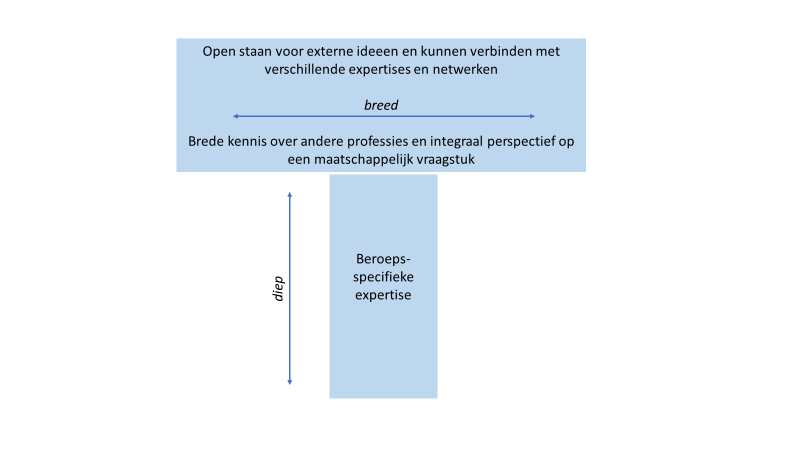 Open staan voor externe ideeen en kunnen verbinden met
verschillende expertises en netwerken
breed
Brede kennis over andere professies en integraal perspectief op
een maatschappelijk vraagstuk
diep
Beroeps-
specifieke
expertise